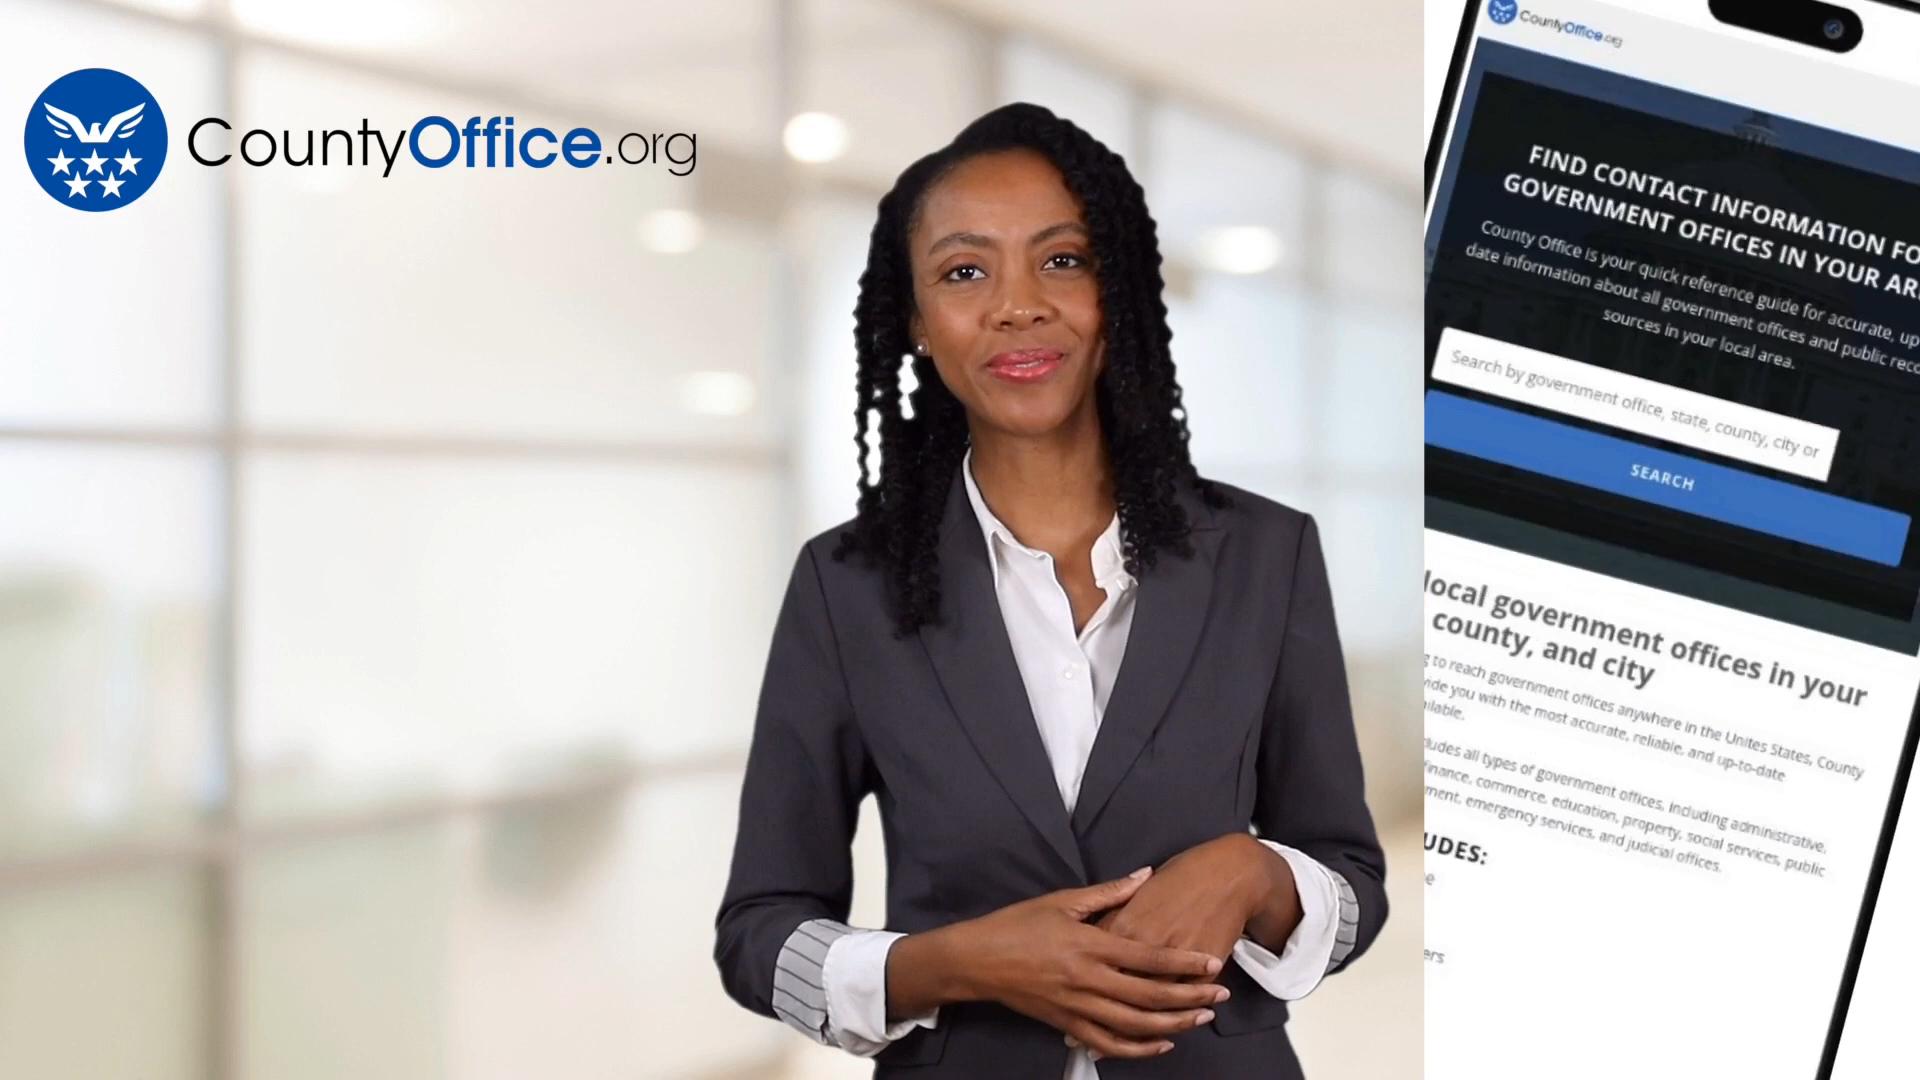 CountyOffice.org
CountyOffice.org
FIND CONTACT INFORMATION FO
GOVERNMENT OFFICES IN YOUR AR
County Office is your quick reference guide for accurate, up
date information about all government offices and public reco
sources in your local area.
Search by government office, state, county, city or
SEARCH
local government offices in your
county, and city
to reach government offices anywhere in the Unites States, County
ide you with the most accurate, reliable, and up-to-date
ilable.
udes all types of government offices, including administrative,
finance, commerce, education, property, social services, public
ment, emergency services, and judicial offices.
UDES:
ers